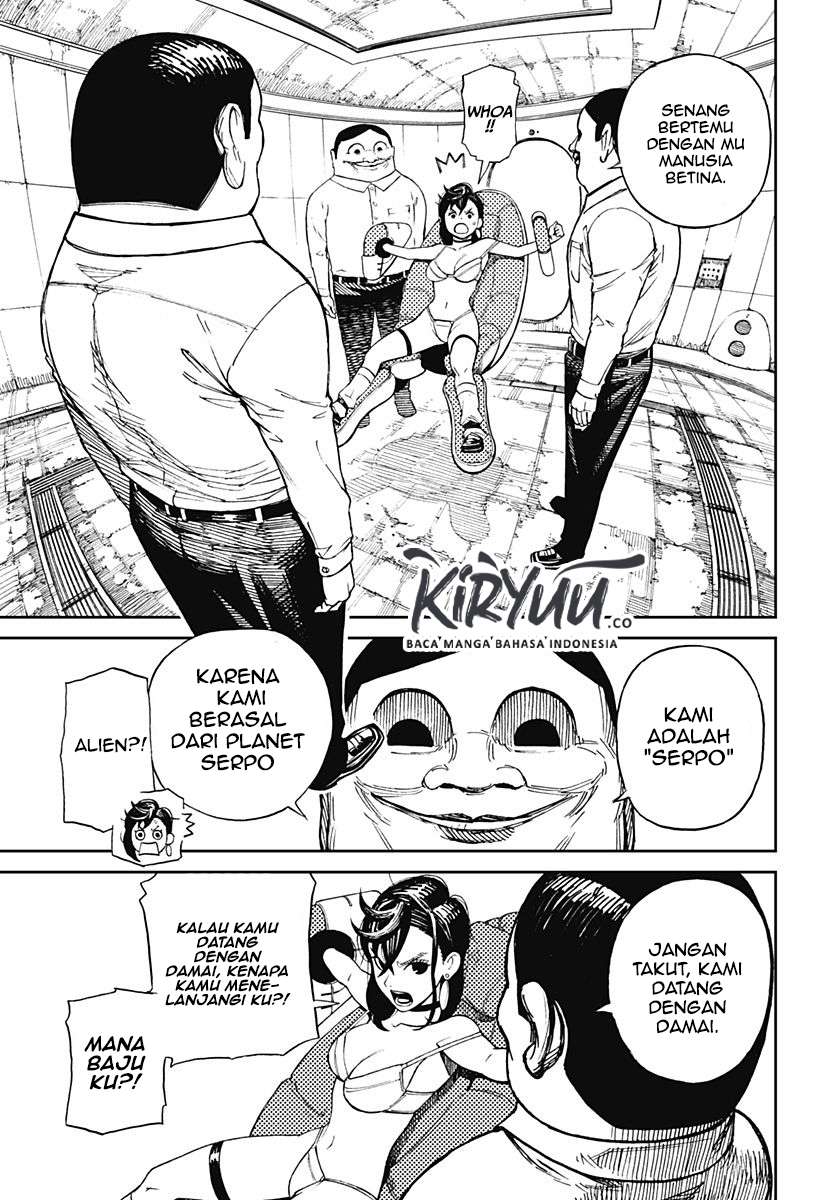 SENANG
BERTEMU
DENGAN MU
MANUSIA
BETINA.
WHOA
!!
KiRYUU.CO
BACA MANGA BAHASA INDONESIA
KAMI
ADALAH
"SERPO"
KARENA
KAMI
BERASAL
DARI PLANET
SERPO
ALIEN?!
JANGAN
TAKUT, KAMI
DATANG
DENGAN
DAMAI.
KALAU KAMU
DATANG
DENGAN
DAMAI, KENAPA
KAMU MENE-
LANJANGI KU?!
MANA
BAJU
KU?!